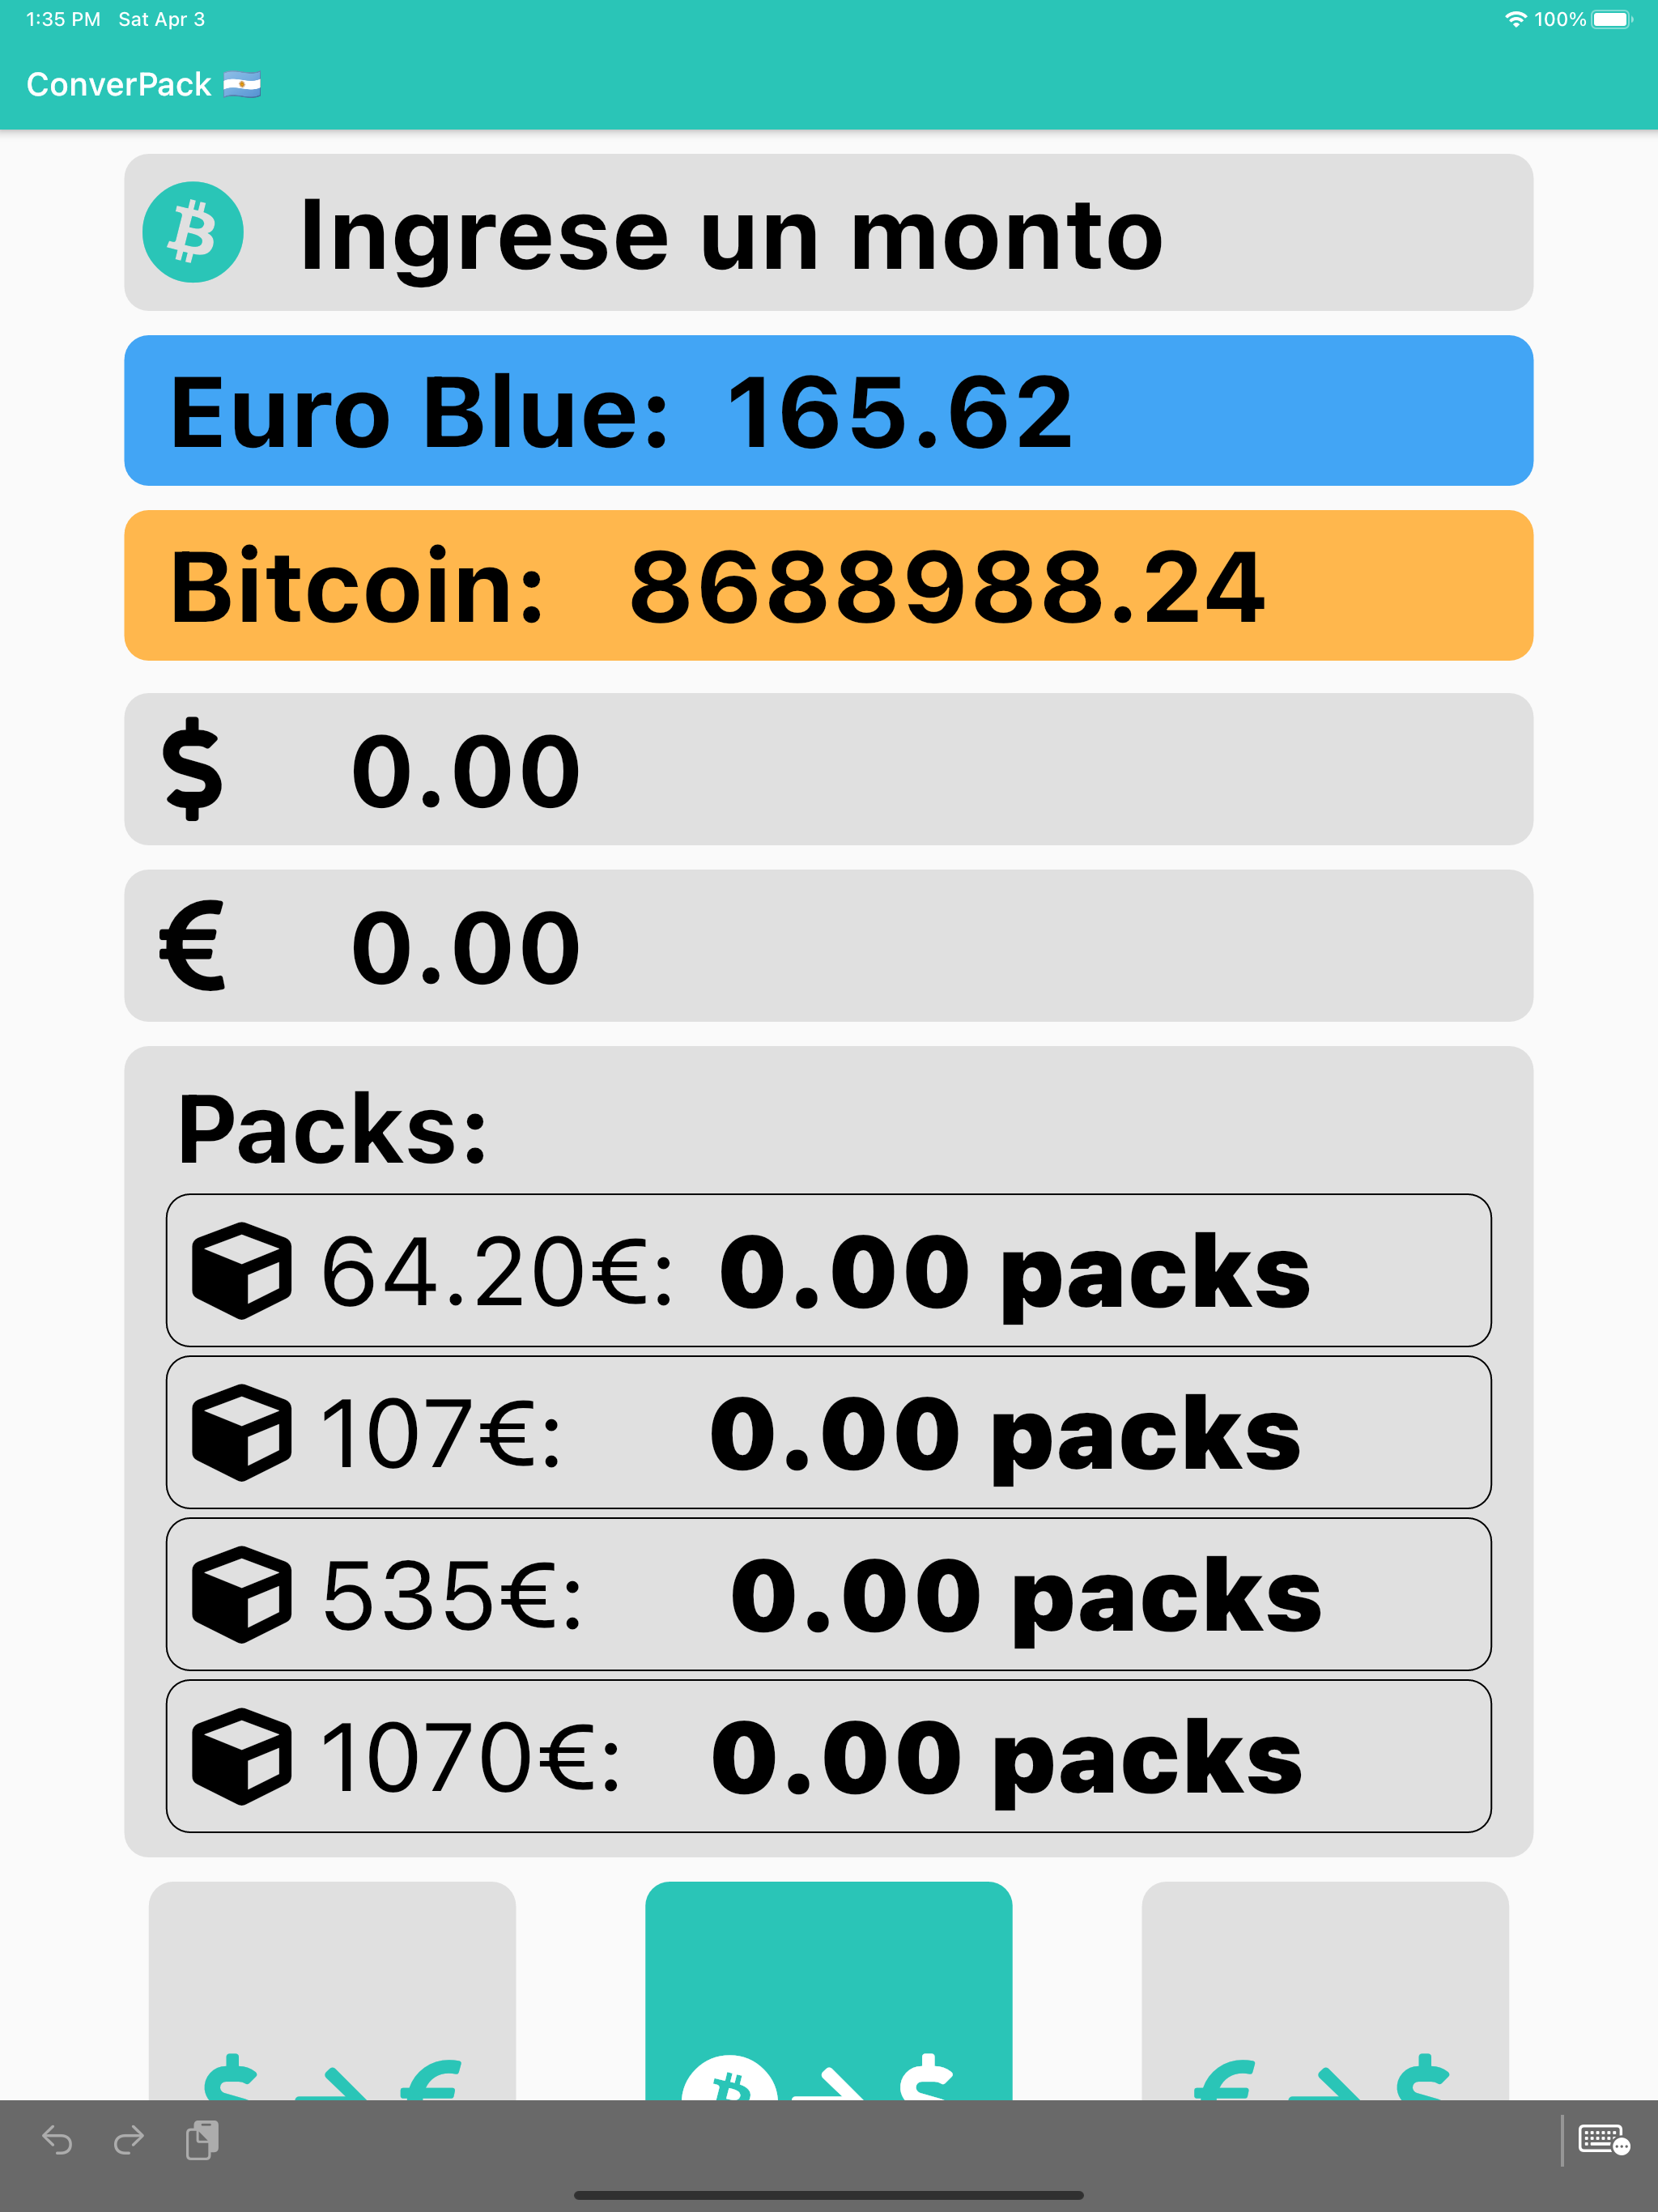 1:35 PM Sat Apr 3 100%
ConverPack 🇦🇷
Ingrese un monto
Euro Blue: 165.62
Bitcoin: 8688988.24
$ 0.00
€ 0.00
Packs:
64.20€: 0.00 packs
107€: 0.00 packs
535€: 0.00 packs
1070€: 0.00 packs
$ → € ₿ → $ € → $